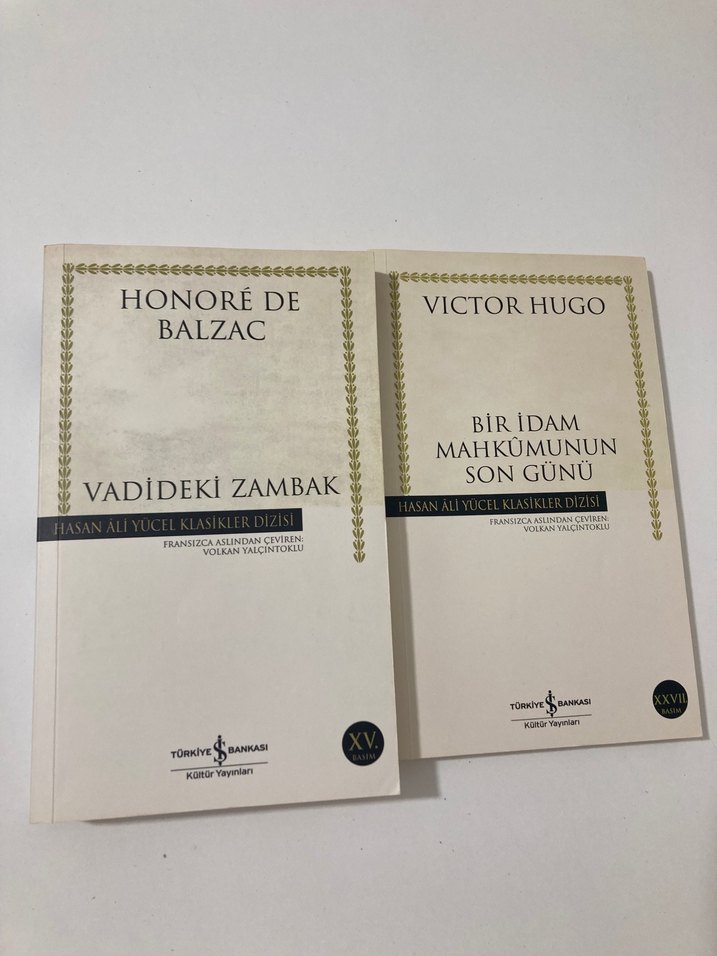 HONORÉ DE
BALZAC
VADİDEKİ ZAMBAK
HASAN ÂLİ YÜCEL KLASİKLER DİZİSİ
FRANSIZCA ASLINDAN ÇEVİREN:
VOLKAN YALÇINTOKLU
TÜRKİYE İŞ BANKASI
Kültür Yayınları
XV.
BASIM
VICTOR HUGO
BİR İDAM
MAHKÛMUNUN
SON GÜNÜ
HASAN ÂLİ YÜCEL KLASİKLER DİZİSİ
FRANSIZCA ASLINDAN ÇEVİREN:
VOLKAN YALÇINTOKLU
TÜRKİYE İŞ BANKASI
Kültür Yayınları
XXVII.
BASIM